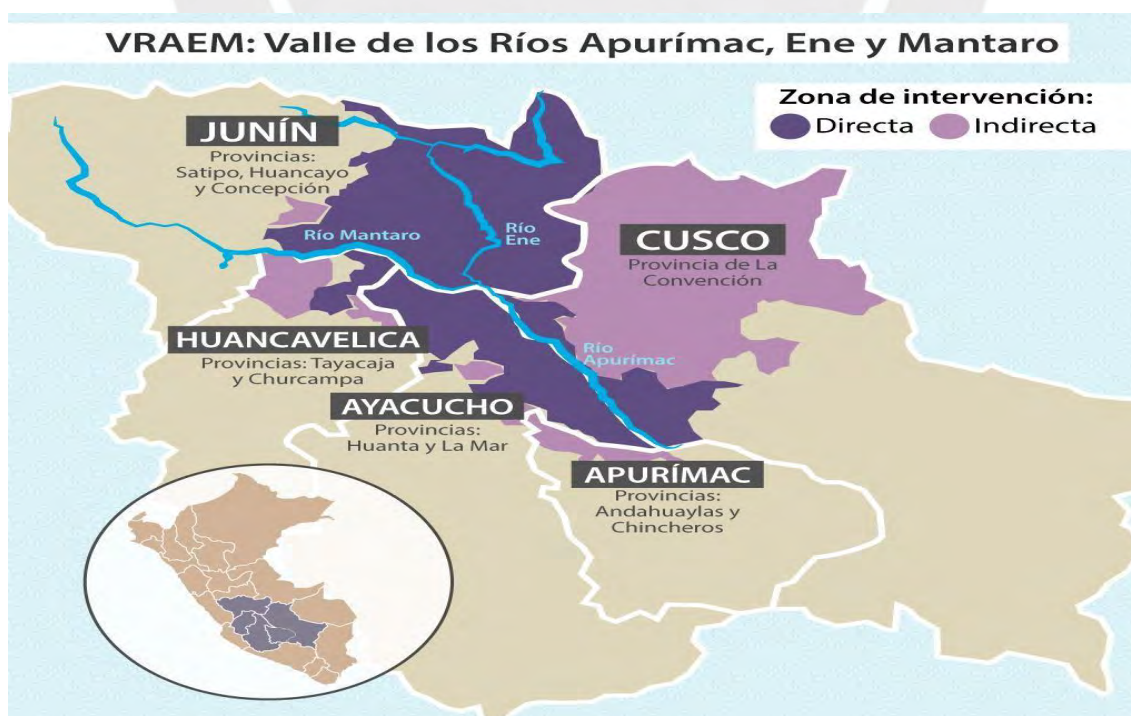 VRAEM: Valle de los Ríos Apurímac, Ene y Mantaro
Zona de intervención:
Directa Indirecta
JUNÍN
Provincias:
Satipo, Huancayo
y Concepción
Río Mantaro
Río
Ene
CUSCO
Provincia de La
Convención
HUANCAVELICA
Provincias: Tayacaja
y Churcampa
Río
Apurímac
AYACUCHO
Provincias:
Huanta y La Mar
APURÍMAC
Provincias:
Andahuaylas y
Chincheros